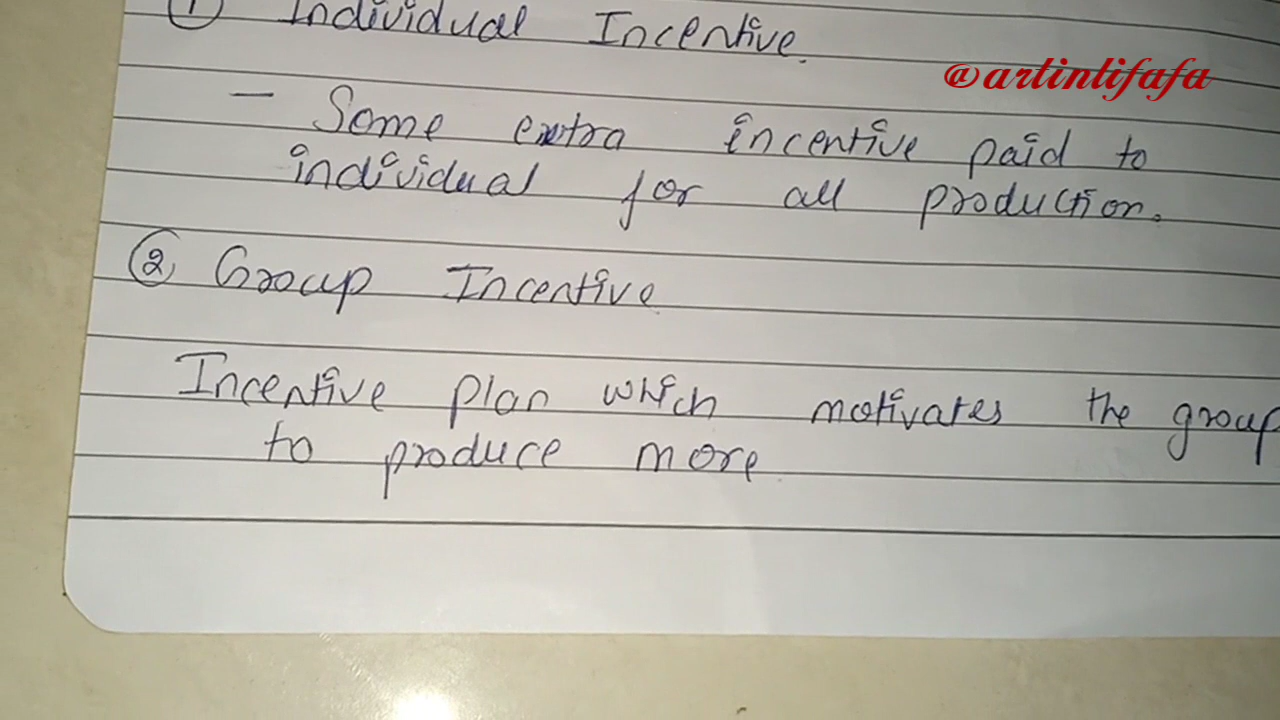 ① Individual Incentive.
@artinlifafa
- Some extra incentive paid to
individual for all production.
② Group Incentive
Incentive plan which motivates the group
to produce more